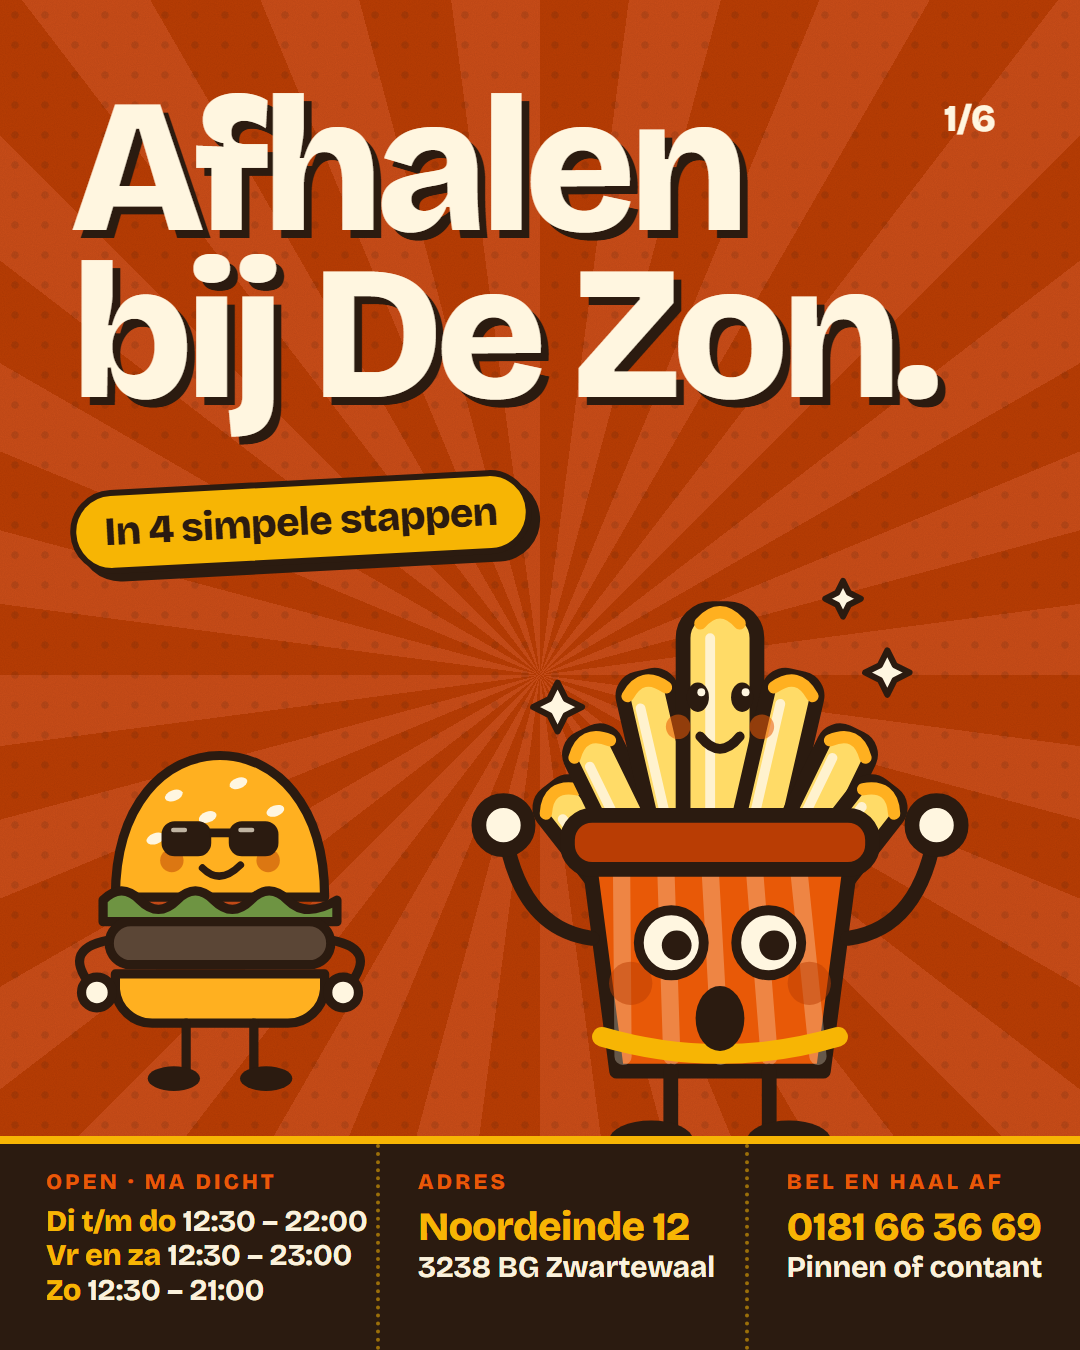 Afhalen
1/6
bij De Zon.
In 4 simpele stappen
OPEN · MA DICHT
Di t/m do 12:30 – 22:00
Vr en za 12:30 – 23:00
Zo 12:30 – 21:00
ADRES
Noordeinde 12
3238 BG Zwartewaal
BEL EN HAAL AF
0181 66 36 69
Pinnen of contant